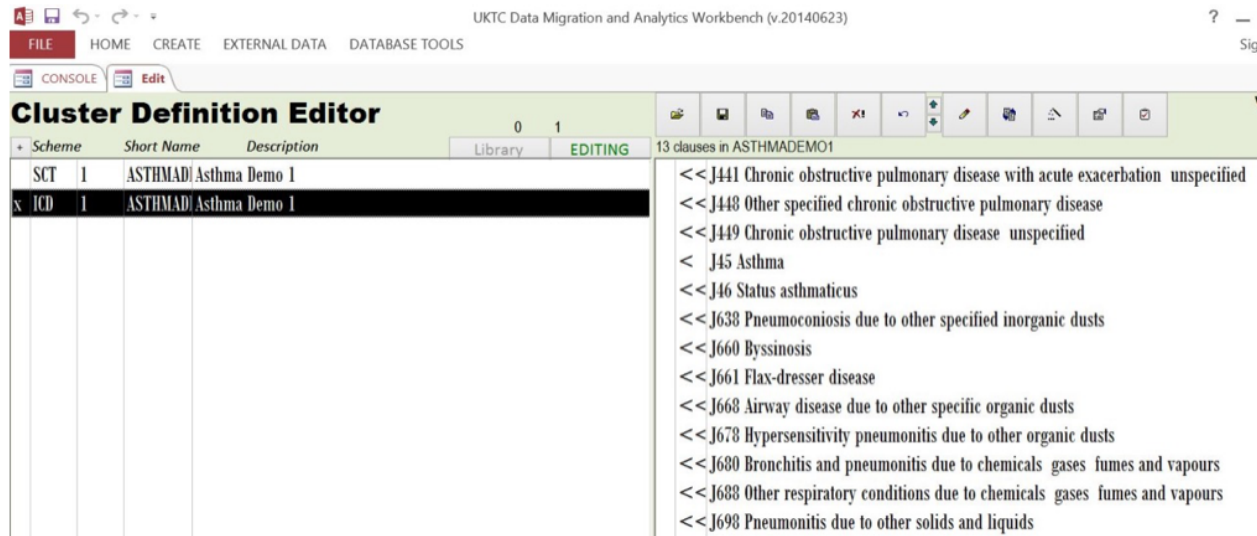 UKTC Data Migration and Analytics Workbench (v.20140623) ?
FILE HOME CREATE EXTERNAL DATA DATABASE TOOLS Sig
CONSOLE Edit
Cluster Definition Editor
0 1
+ Scheme Short Name Description Library EDITING
SCT 1 ASTHMAD Asthma Demo 1
x ICD 1 ASTHMAD Asthma Demo 1
13 clauses in ASTHMADEMO1
<< J441 Chronic obstructive pulmonary disease with acute exacerbation unspecified
<< J448 Other specified chronic obstructive pulmonary disease
<< J449 Chronic obstructive pulmonary disease unspecified
< J45 Asthma
<< J46 Status asthmaticus
<< J638 Pneumoconiosis due to other specified inorganic dusts
<< J660 Byssinosis
<< J661 Flax-dresser disease
<< J668 Airway disease due to other specific organic dusts
<< J678 Hypersensitivity pneumonitis due to other organic dusts
<< J680 Bronchitis and pneumonitis due to chemicals gases fumes and vapours
<< J688 Other respiratory conditions due to chemicals gases fumes and vapours
<< J698 Pneumonitis due to other solids and liquids